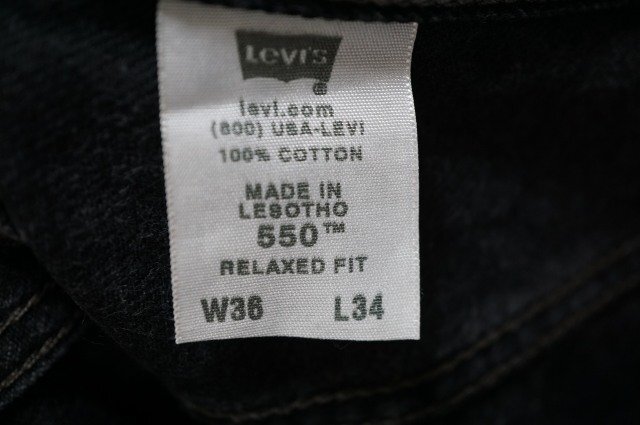 Levi's
®
levi.com
(800) USA-LEVI
100% COTTON
MADE IN
LESOTHO
550™
RELAXED FIT
W36 L34